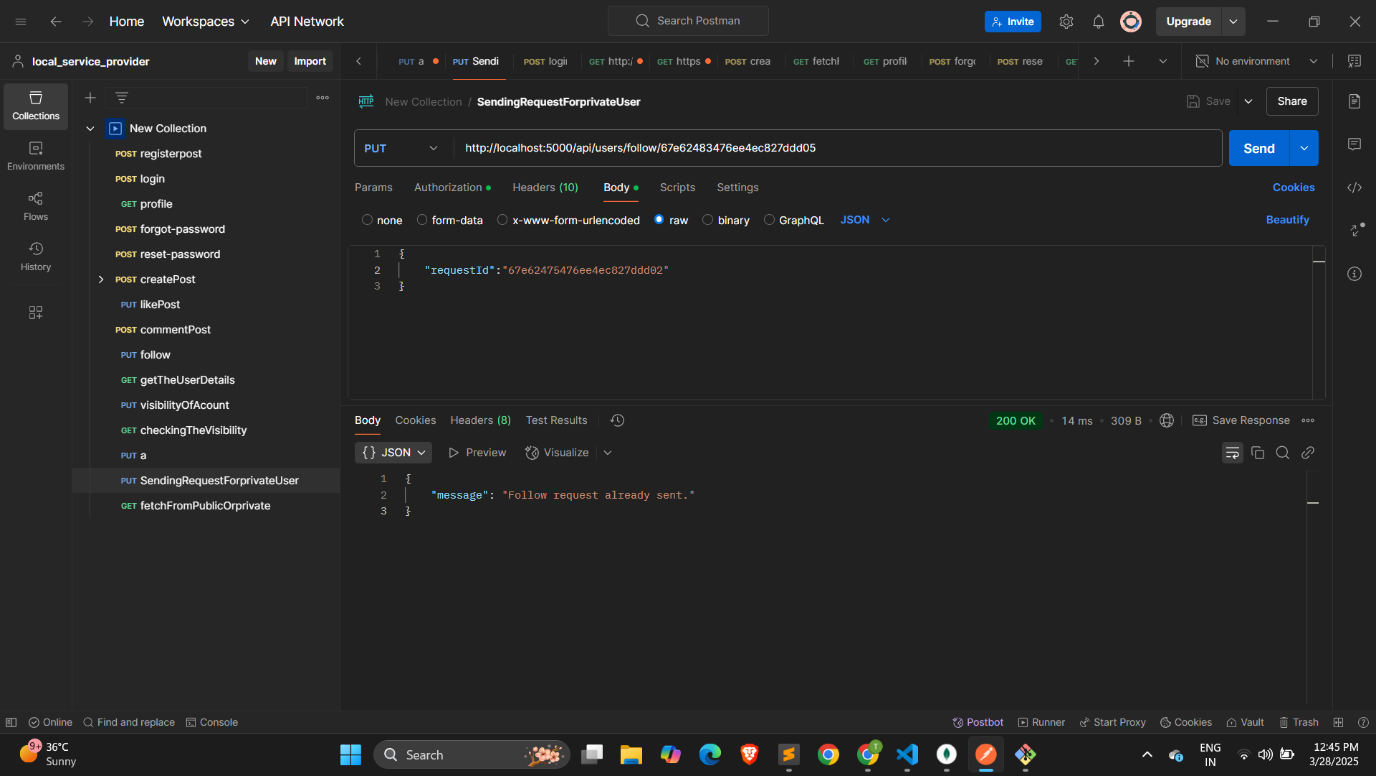 Home Workspaces API Network Search Postman Invite Upgrade
local_service_provider New Import PUT a PUT Sendi POST login GET http:/ GET https POST crea GET fetchF GET profil POST forgo POST rese GE No environment
Collections
Environments
Flows
History
New Collection
POST registerpost
POST login
GET profile
POST forgot-password
POST reset-password
POST createPost
PUT likePost
POST commentPost
PUT follow
GET getTheUserDetails
PUT visibilityOfAcount
GET checkingTheVisibility
PUT a
PUT SendingRequestForprivateUser
GET fetchFromPublicOrprivate
HTTP New Collection / SendingRequestForprivateUser Save Share
PUT http://localhost:5000/api/users/follow/67e62483476ee4ec827ddd05 Send
Params Authorization Headers (10) Body Scripts Settings Cookies
none form-data x-www-form-urlencoded raw binary GraphQL JSON Beautify
1 {
2 "requestId":"67e62475476ee4ec827ddd02"
3 }
Body Cookies Headers (8) Test Results 200 OK 14 ms 309 B e.g. Save Response
{} JSON Preview Visualize
1 {
2 "message": "Follow request already sent."
3 }
Online Find and replace Console Postbot Runner Start Proxy Cookies Vault Trash
9+ 36°C
Sunny
Search
T
ENG
IN
12:45 PM
3/28/2025